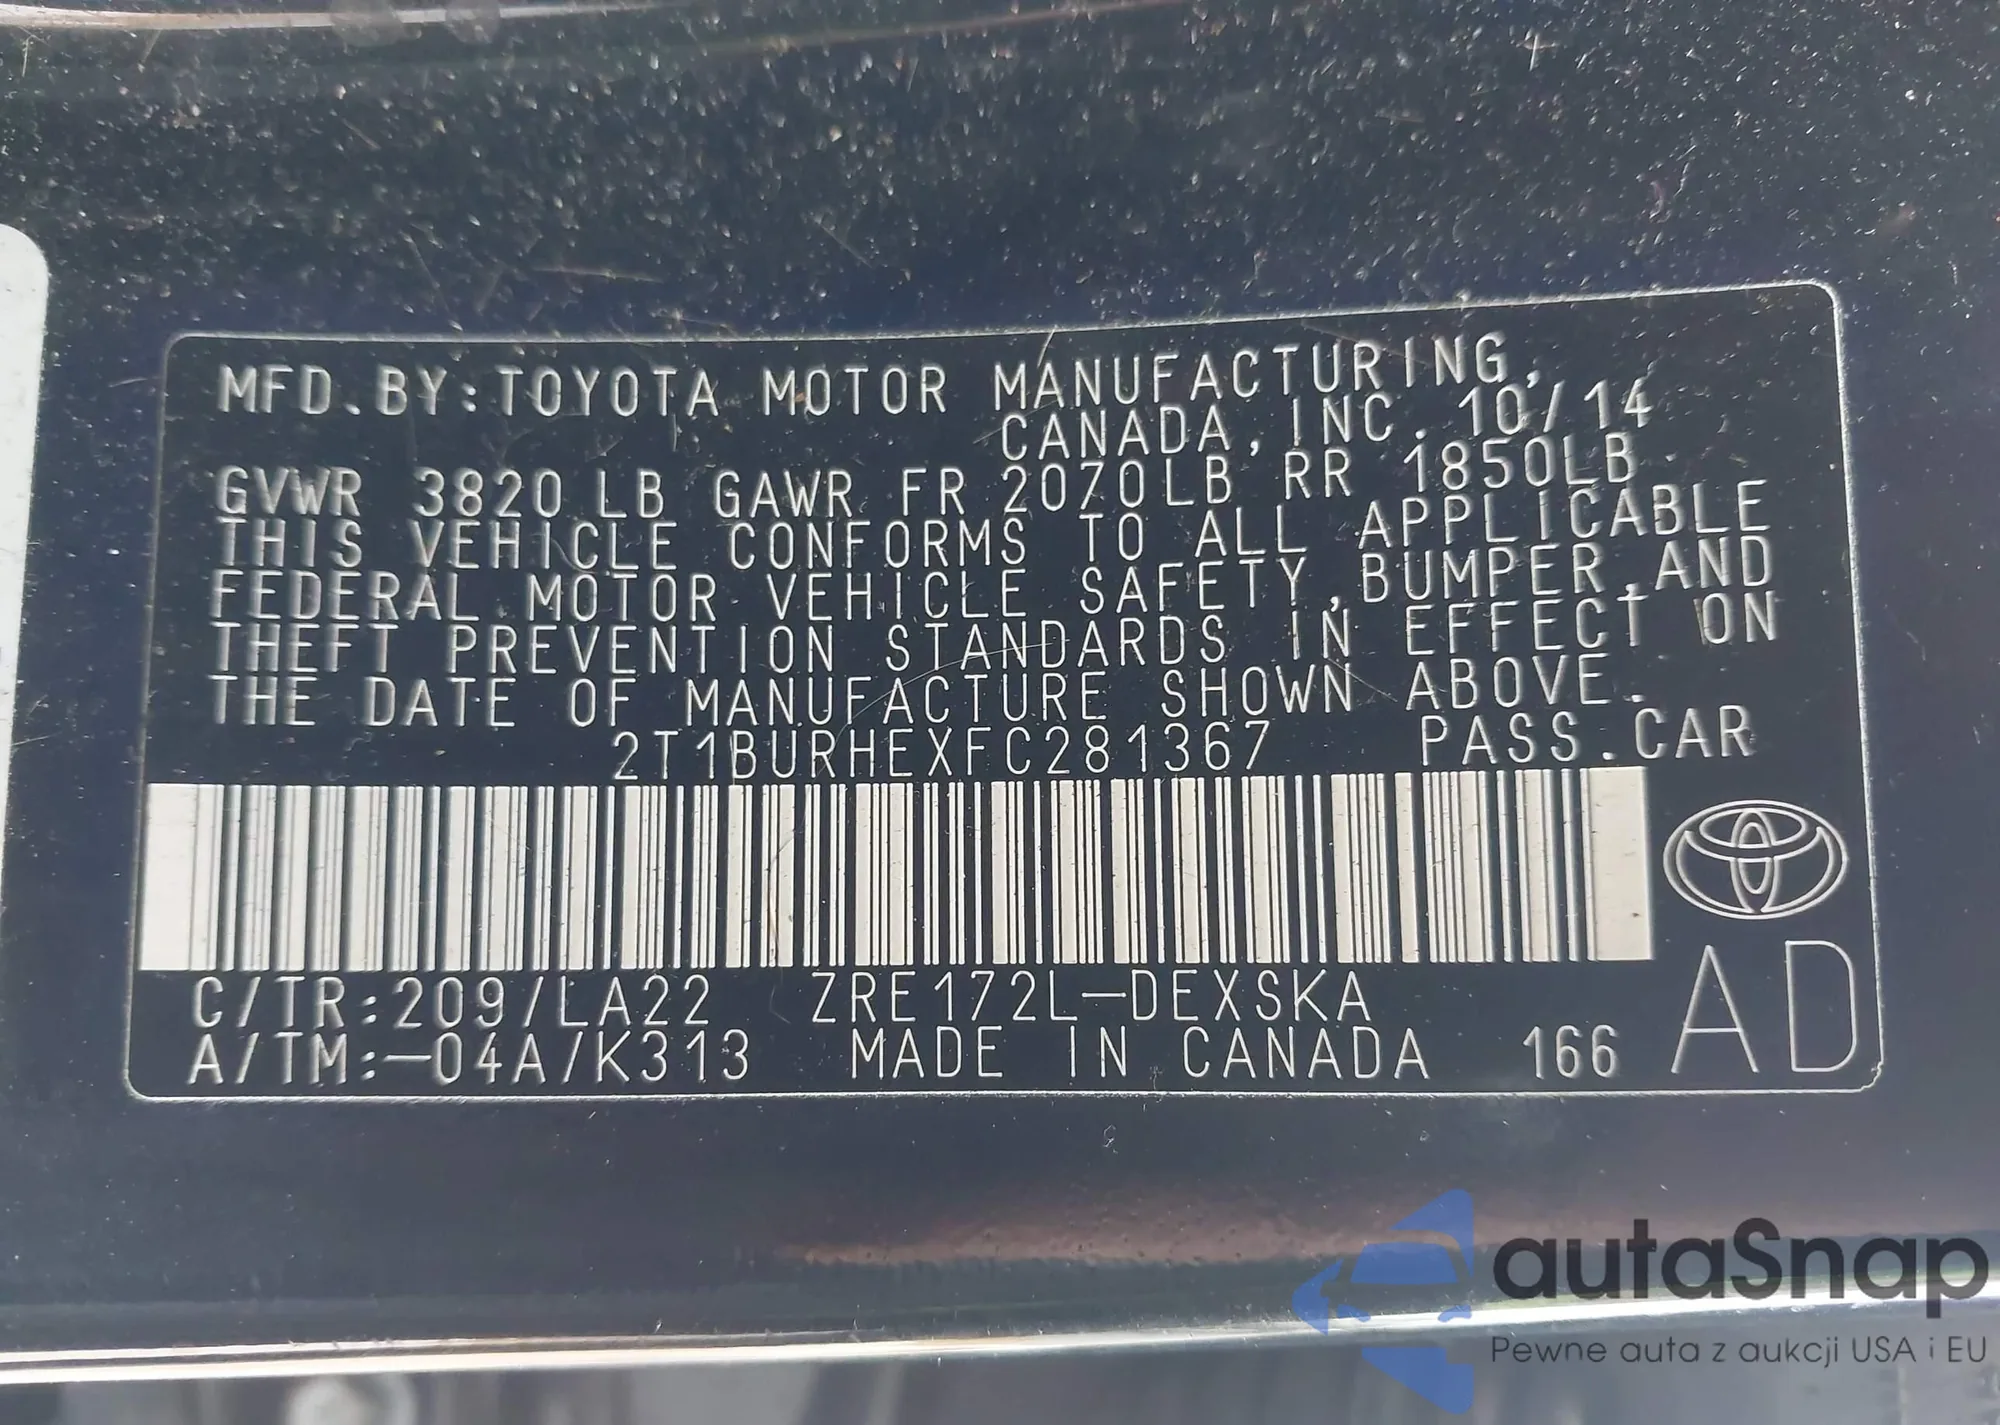 MFD.BY:TOYOTA MOTOR MANUFACTURING,
CANADA,INC. 10/14
GVWR 3820 LB GAWR FR 2070LB RR 1850LB
THIS VEHICLE CONFORMS TO ALL APPLICABLE
FEDERAL MOTOR VEHICLE SAFETY,BUMPER,AND
THEFT PREVENTION STANDARDS IN EFFECT ON
THE DATE OF MANUFACTURE SHOWN ABOVE.
2T1BURHEXFC281367 PASS.CAR
C/TR:209/LA22 ZRE172L-DEXSKA
A/TM:-04A/K313 MADE IN CANADA 166 AD
autaSnap
Pewne auta z aukcji USA i EU